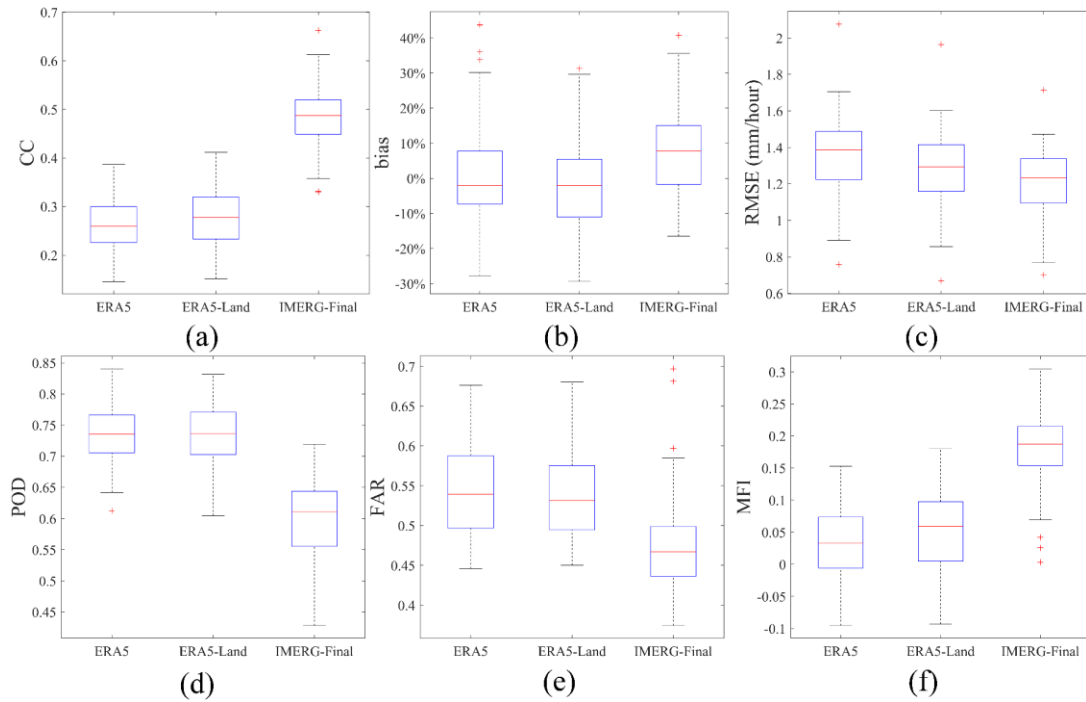 CC
0.7
0.6
0.5
0.4
0.3
0.2
ERA5
ERA5-Land
IMERG-Final
(a)
bias
40%
30%
20%
10%
0%
-10%
-20%
-30%
ERA5
ERA5-Land
IMERG-Final
(b)
RMSE (mm/hour)
2
1.8
1.6
1.4
1.2
1
0.8
0.6
ERA5
ERA5-Land
IMERG-Final
(c)
POD
0.85
0.8
0.75
0.7
0.65
0.6
0.55
0.5
0.45
ERA5
ERA5-Land
IMERG-Final
(d)
FAR
0.7
0.65
0.6
0.55
0.5
0.45
0.4
ERA5
ERA5-Land
IMERG-Final
(e)
MFI
0.3
0.25
0.2
0.15
0.1
0.05
0
-0.05
-0.1
ERA5
ERA5-Land
IMERG-Final
(f)